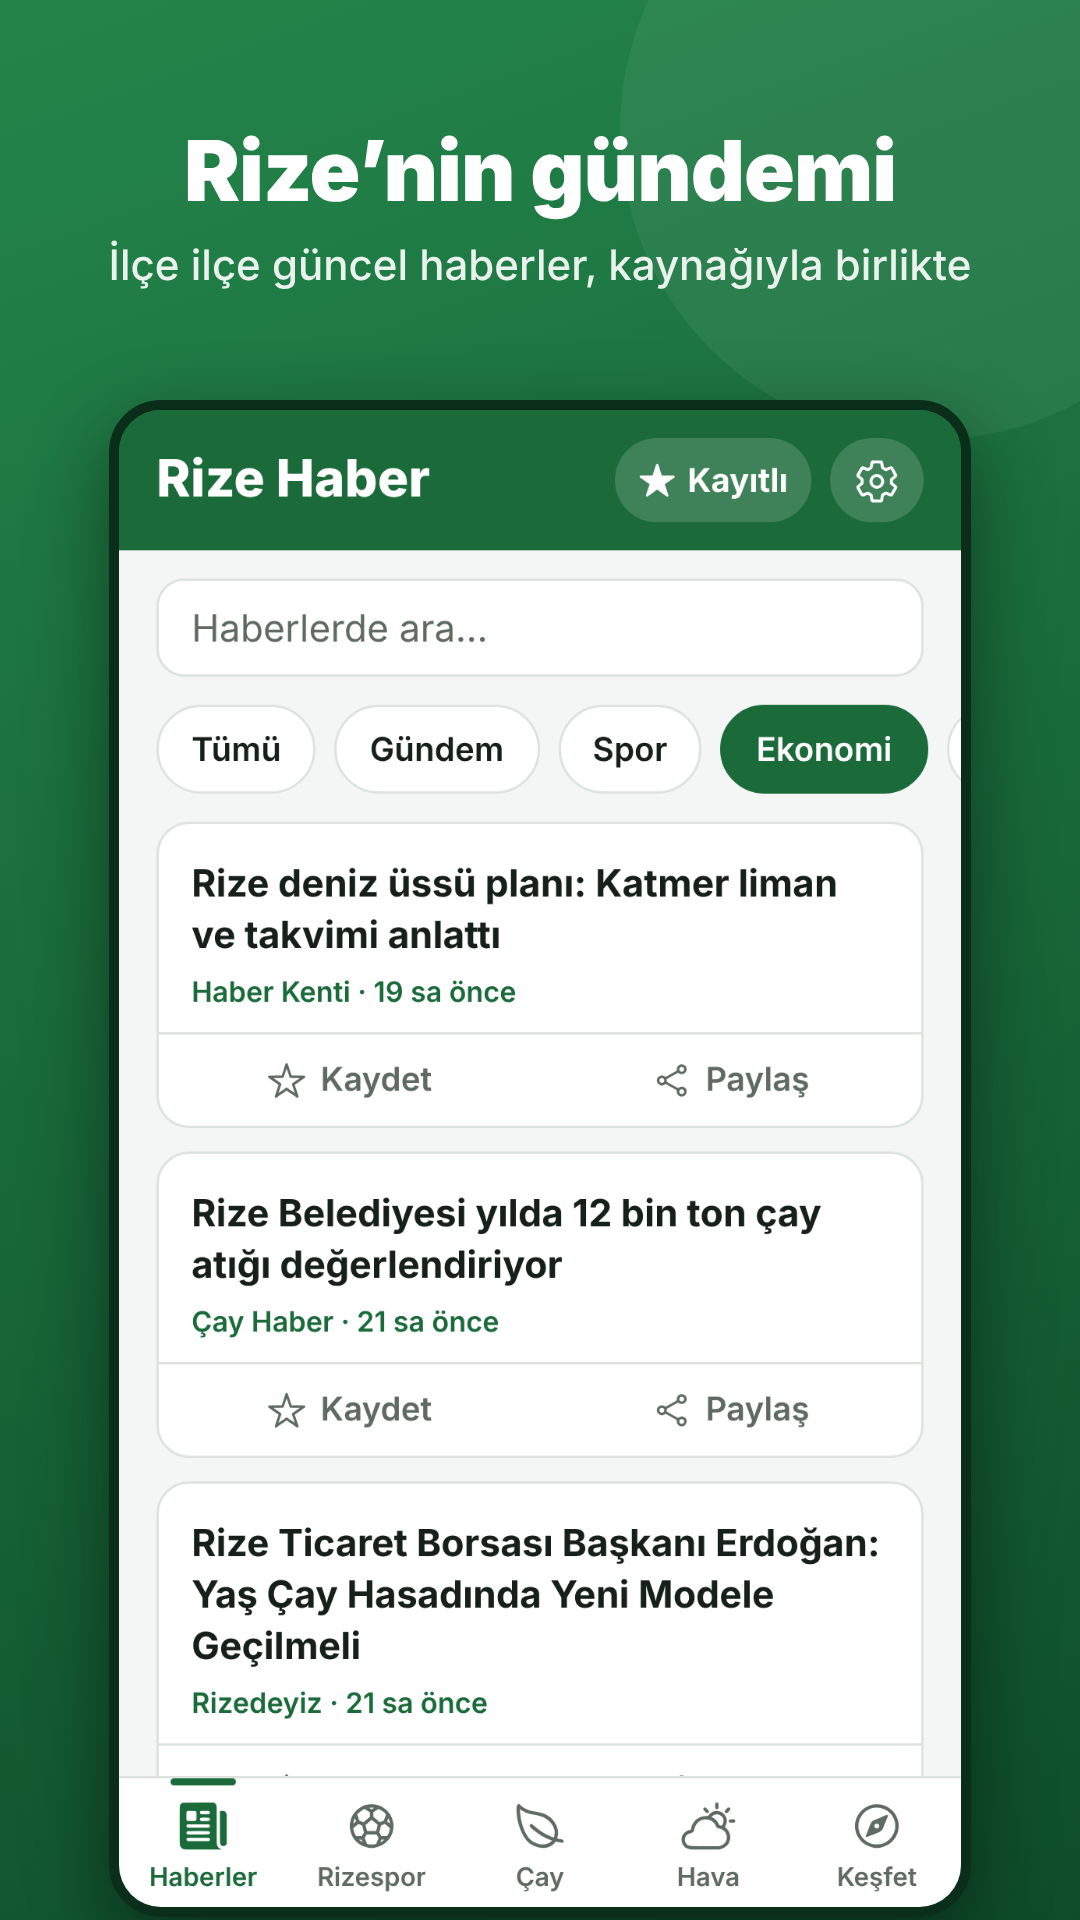 Rize’nin gündemi
İlçe ilçe güncel haberler, kaynağıyla birlikte
Rize Haber
Kayıtlı
Haberlerde ara...
Tümü
Gündem
Spor
Ekonomi
Rize deniz üssü planı: Katmer liman
ve takvimi anlattı
Haber Kenti · 19 sa önce
Kaydet
Paylaş
Rize Belediyesi yılda 12 bin ton çay
atığı değerlendiriyor
Çay Haber · 21 sa önce
Kaydet
Paylaş
Rize Ticaret Borsası Başkanı Erdoğan:
Yaş Çay Hasadında Yeni Modele
Geçilmeli
Rizedeyiz · 21 sa önce
Haberler
Rizespor
Çay
Hava
Keşfet